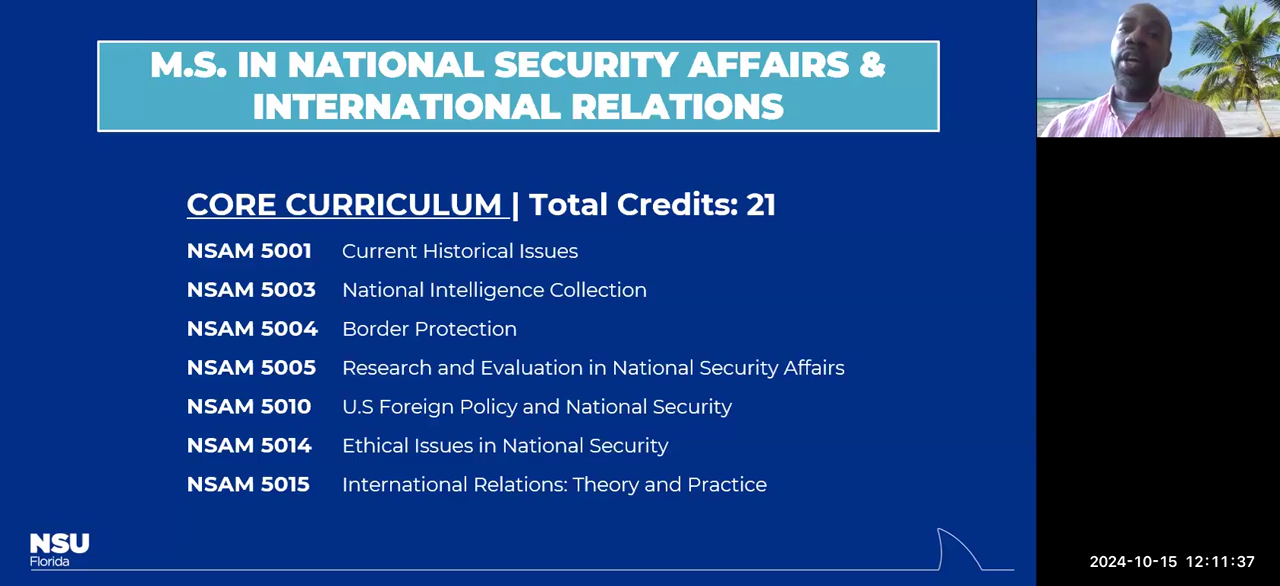 M.S. IN NATIONAL SECURITY AFFAIRS &
INTERNATIONAL RELATIONS
CORE CURRICULUM | Total Credits: 21
NSAM 5001 Current Historical Issues
NSAM 5003 National Intelligence Collection
NSAM 5004 Border Protection
NSAM 5005 Research and Evaluation in National Security Affairs
NSAM 5010 U.S Foreign Policy and National Security
NSAM 5014 Ethical Issues in National Security
NSAM 5015 International Relations: Theory and Practice
NSU
Florida
2024-10-15 12:11:37